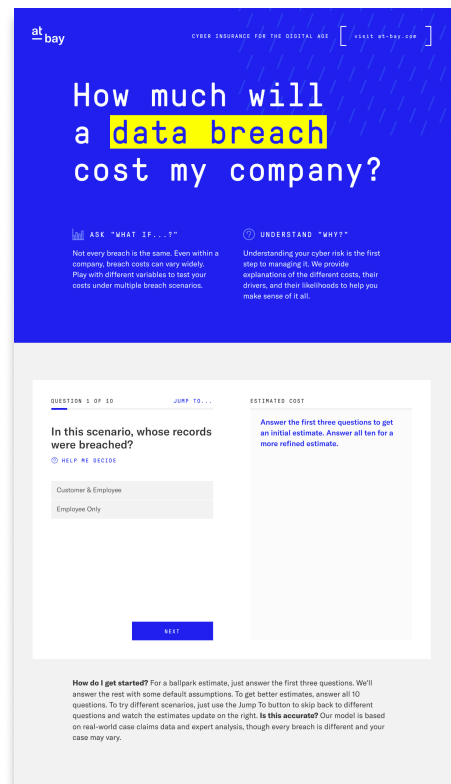 at bay
CYBER INSURANCE FOR THE DIGITAL AGE
visit at-bay.com
How much will
a data breach
cost my company?
ASK "WHAT IF...?"
Not every breach is the same. Even within a
company, breach costs can vary widely.
Play with different variables to test your
costs under multiple breach scenarios.
UNDERSTAND "WHY?"
Understanding your cyber risk is the first
step to managing it. We provide
explanations of the different costs, their
drivers, and their likelihoods to help you
make sense of it all.
QUESTION 1 OF 10
JUMP TO...
In this scenario, whose records
were breached?
HELP ME DECIDE
Customer & Employee
Employee Only
NEXT
ESTIMATED COST
Answer the first three questions to get
an initial estimate. Answer all ten for a
more refined estimate.
How do I get started? For a ballpark estimate, just answer the first three questions. We'll
answer the rest with some default assumptions. To get better estimates, answer all 10
questions. To try different scenarios, just use the Jump To button to skip back to different
questions and watch the estimates update on the right. Is this accurate? Our model is based
on real-world case claims data and expert analysis, though every breach is different and your
case may vary.